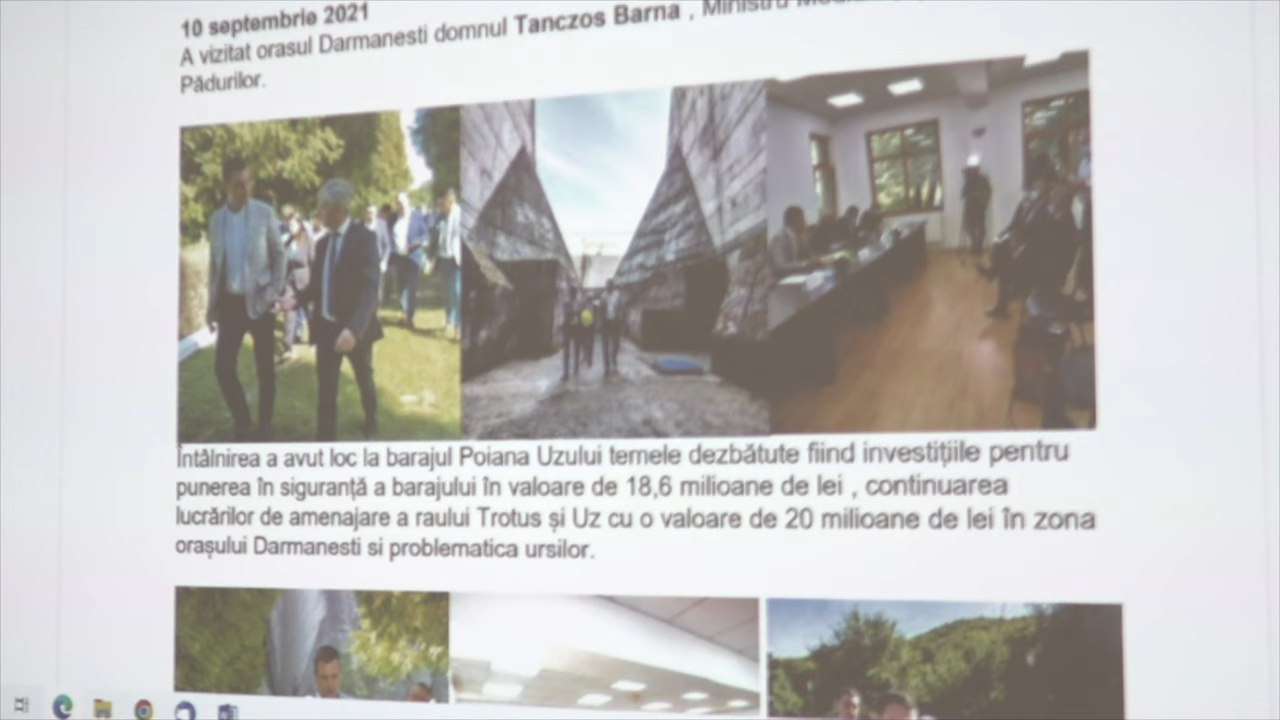 10 septembrie 2021
A vizitat orasul Darmanesti domnul Tanczos Barna , Ministru
Pădurilor.
Întâlnirea a avut loc la barajul Poiana Uzului temele dezbătute fiind investițiile pentru
punerea în siguranță a barajului în valoare de 18,6 milioane de lei , continuarea
lucrărilor de amenajare a raului Trotus și Uz cu o valoare de 20 milioane de lei în zona
orașului Darmanesti si problematica ursilor.